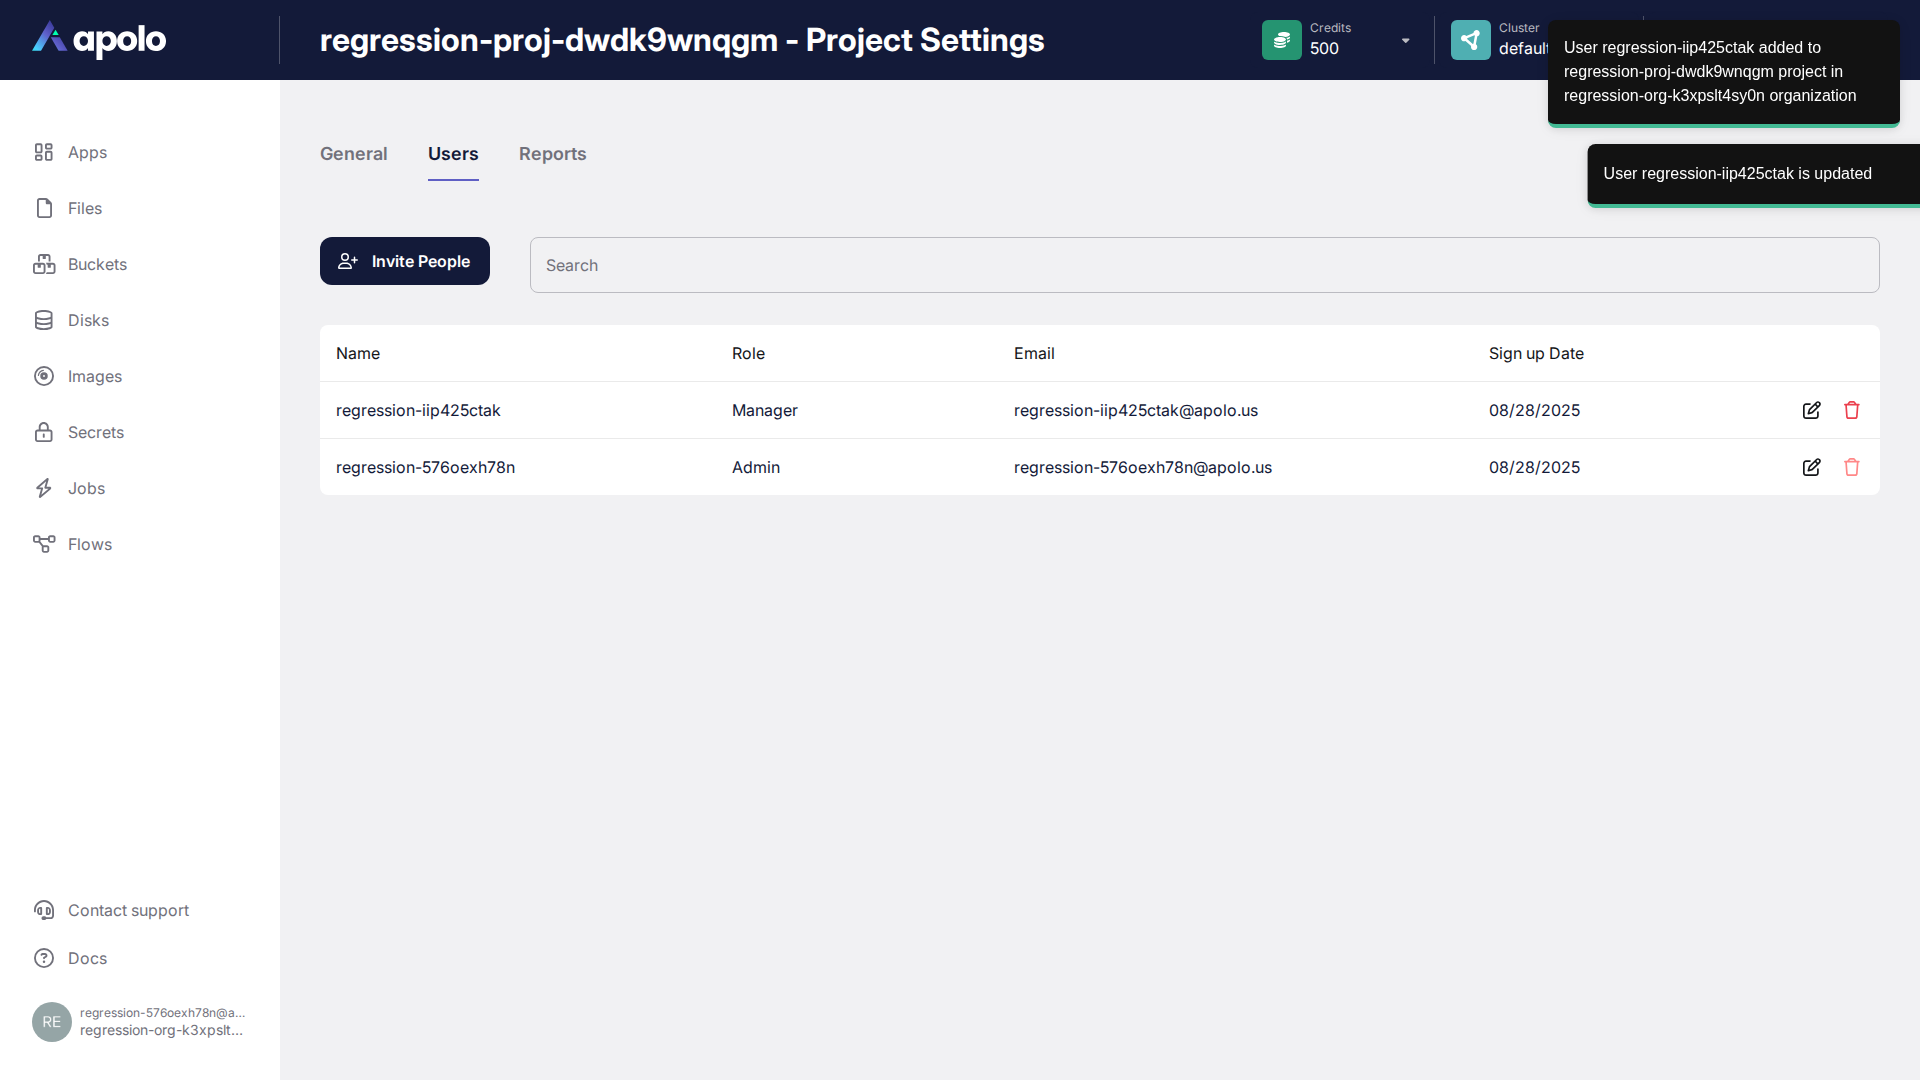 apolo
regression-proj-dwdk9wnqgm - Project Settings
Credits
500
Cluster
default
User regression-iip425ctak added to
regression-proj-dwdk9wnqgm project in
regression-org-k3xpslt4sy0n organization
User regression-iip425ctak is updated
Apps
Files
Buckets
Disks
Images
Secrets
Jobs
Flows
Contact support
Docs
RE
regression-576oexh78n@a...
regression-org-k3xpslt...
General
Users
Reports
Invite People
Search
Name
Role
Email
Sign up Date
regression-iip425ctak
Manager
regression-iip425ctak@apolo.us
08/28/2025
regression-576oexh78n
Admin
regression-576oexh78n@apolo.us
08/28/2025